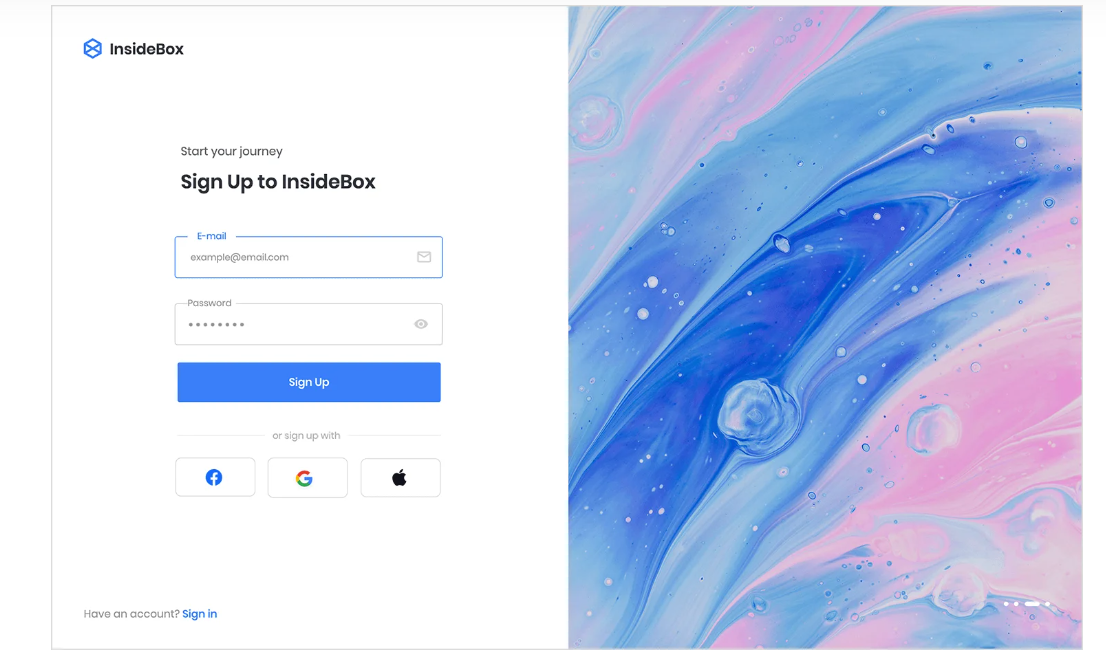 InsideBox
Start your journey
Sign Up to InsideBox
E-mail
example@email.com
Password
Sign Up
or sign up with
Have an account? Sign in